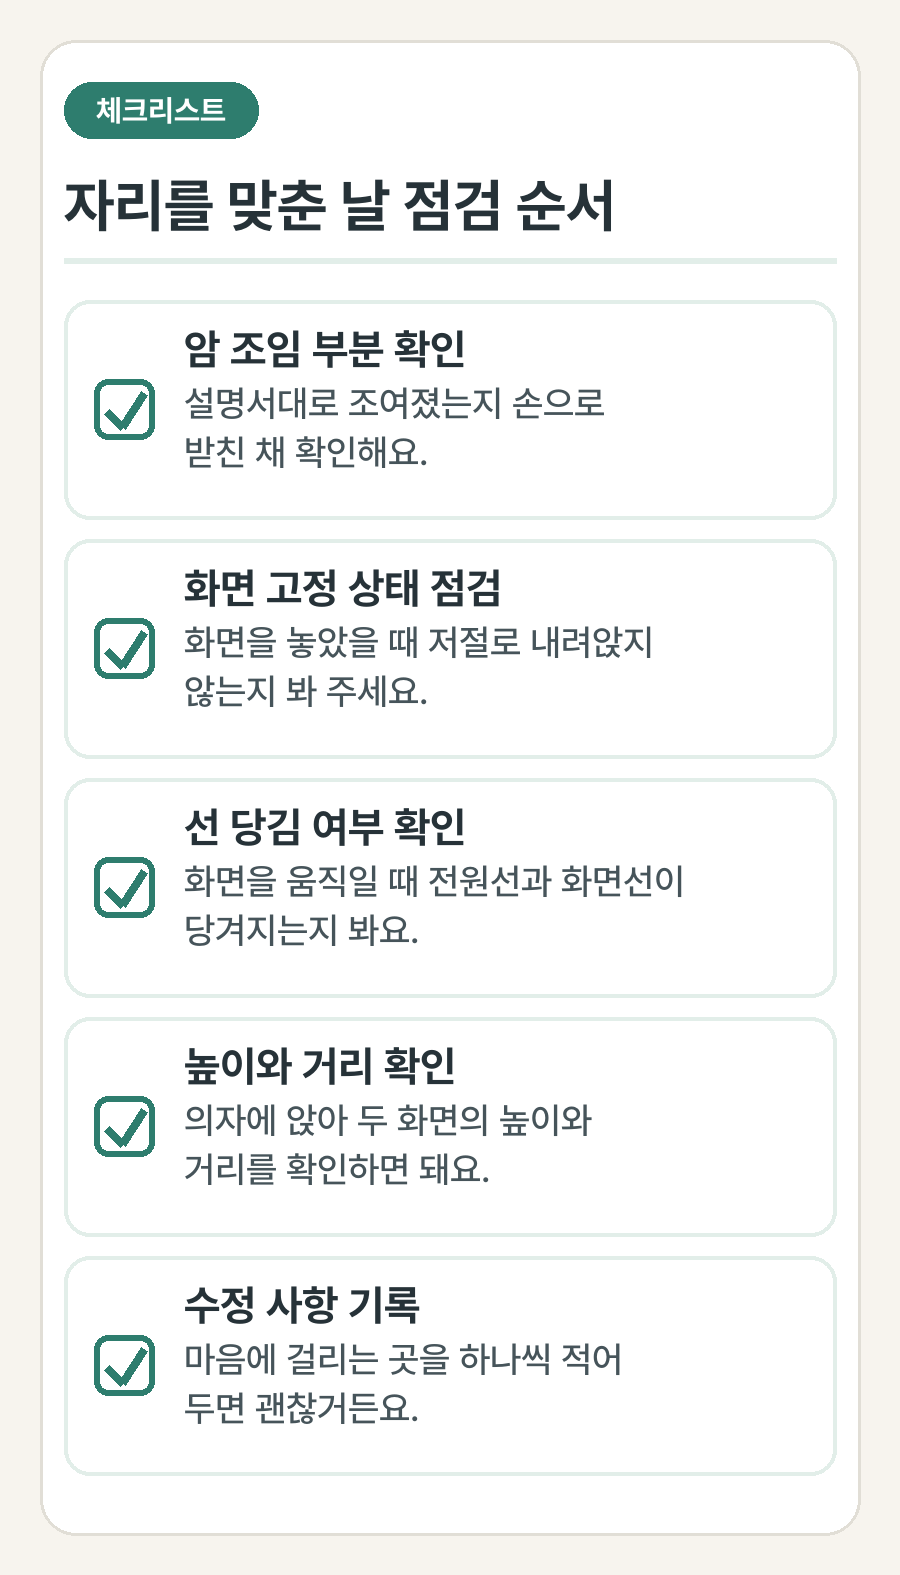 체크리스트
자리를 맞춘 날 점검 순서
암 조임 부분 확인
설명서대로 조여졌는지 손으로
받친 채 확인해요.
화면 고정 상태 점검
화면을 놓았을 때 저절로 내려앉지
않는지 봐 주세요.
선 당김 여부 확인
화면을 움직일 때 전원선과 화면선이
당겨지는지 봐요.
높이와 거리 확인
의자에 앉아 두 화면의 높이와
거리를 확인하면 돼요.
수정 사항 기록
마음에 걸리는 곳을 하나씩 적어
두면 괜찮거든요.